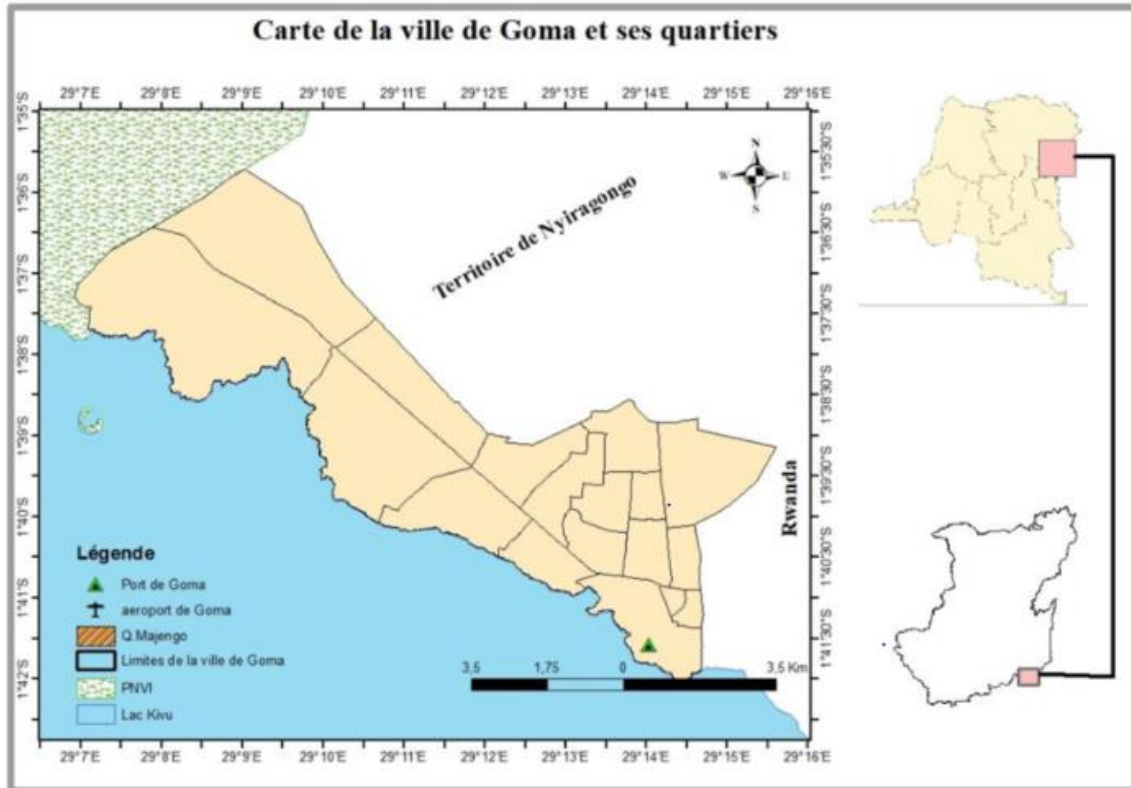 Carte de la ville de Goma et ses quartiers
29°7'E 29°8'E 29°9'E 29°10'E 29°11'E 29°12'E 29°13'E 29°14'E 29°15'E 29°16'E
1°35'S
1°36'S
1°37'S
1°38'S
1°39'S
1°40'S
1°41'S
1°42'S
N
W E
S
Territoire de Nyiragongo
Rwanda
1°35'30"S
1°36'30"S
1°37'30"S
1°38'30"S
1°39'30"S
1°40'30"S
1°41'30"S
Légende
Port de Goma
aeroport de Goma
Q.Majengo
Limites de la ville de Goma
PNVI
Lac Kivu
3,5 1,75 0 3,5 Km
29°7'E 29°8'E 29°9'E 29°10'E 29°11'E 29°12'E 29°13'E 29°14'E 29°15'E 29°16'E